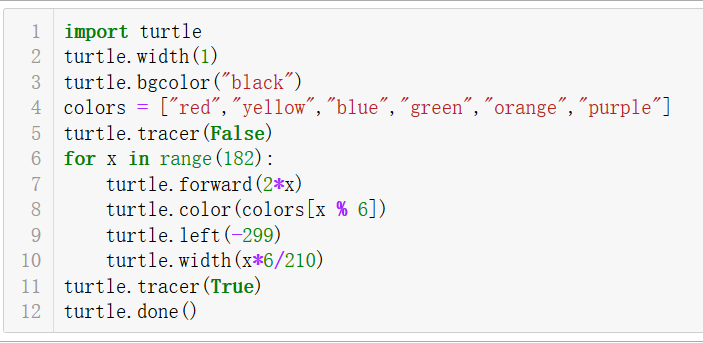 1 import turtle
2 turtle.width(1)
3 turtle.bgcolor("black")
4 colors = ["red","yellow","blue","green","orange","purple"]
5 turtle.tracer(False)
6 for x in range(182):
7     turtle.forward(2*x)
8     turtle.color(colors[x % 6])
9     turtle.left(-299)
10     turtle.width(x*6/210)
11 turtle.tracer(True)
12 turtle.done()